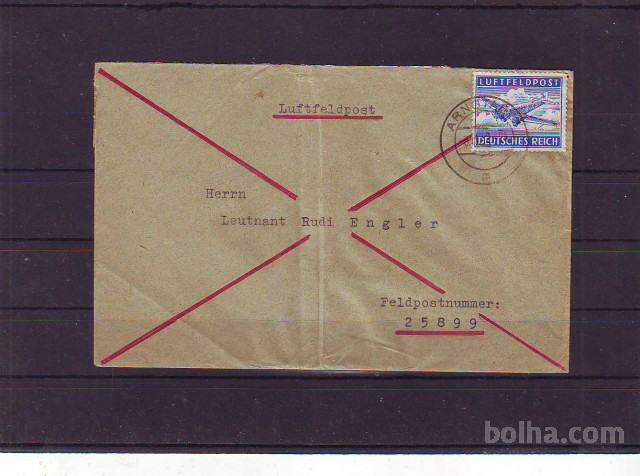 LUFTFELDPOST
DEUTSCHES REICH
Luftfeldpost
Herrn
Leutnant Rudi Engler
Feldpostnummer:
25899
bolha.com